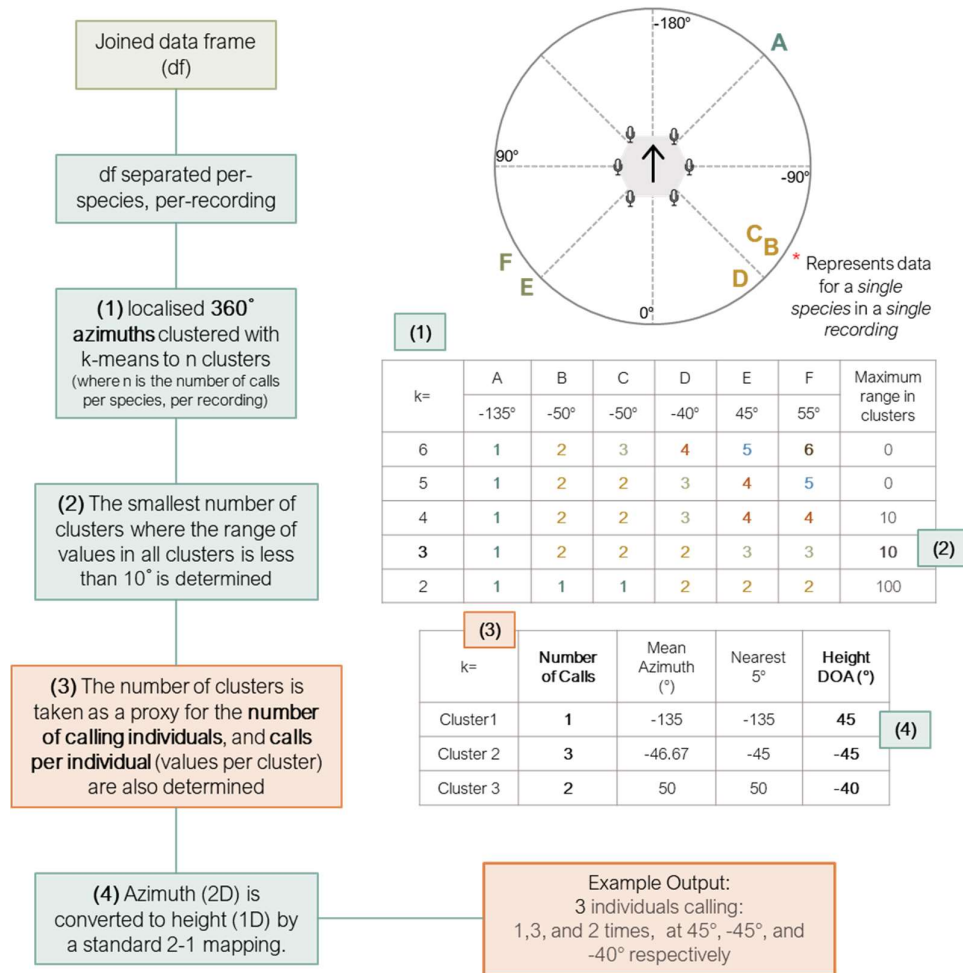 Joined data frame
(df)
df separated per-
species, per-recording
(1) localised 360°
azimuths clustered with
k-means to n clusters
(where n is the number of calls
per species, per recording)
(2) The smallest number of
clusters where the range of
values in all clusters is less
than 10° is determined
(3) The number of clusters is
taken as a proxy for the number
of calling individuals, and calls
per individual (values per cluster)
are also determined
(4) Azimuth (2D) is
converted to height (1D) by
a standard 2-1 mapping.
-180°
A
90°
-90°
C
B
F
E
D
0°
* Represents data
for a single
species in a single
recording
(1)
k= A B C D E F Maximum
range in
clusters
-135° -50° -50° -40° 45° 55°
6 1 2 3 4 5 6 0
5 1 2 2 3 4 5 0
4 1 2 2 3 4 4 10
3 1 2 2 2 3 3 10
(2)
2 1 1 1 2 2 2 100
(3)
k= Number
of Calls
Mean
Azimuth
(°)
Nearest
5°
Height
DOA (°)
Cluster1 1 -135 -135 45
(4)
Cluster 2 3 -46.67 -45 -45
Cluster 3 2 50 50 -40
Example Output:
3 individuals calling:
1,3, and 2 times, at 45°, -45°, and
-40° respectively